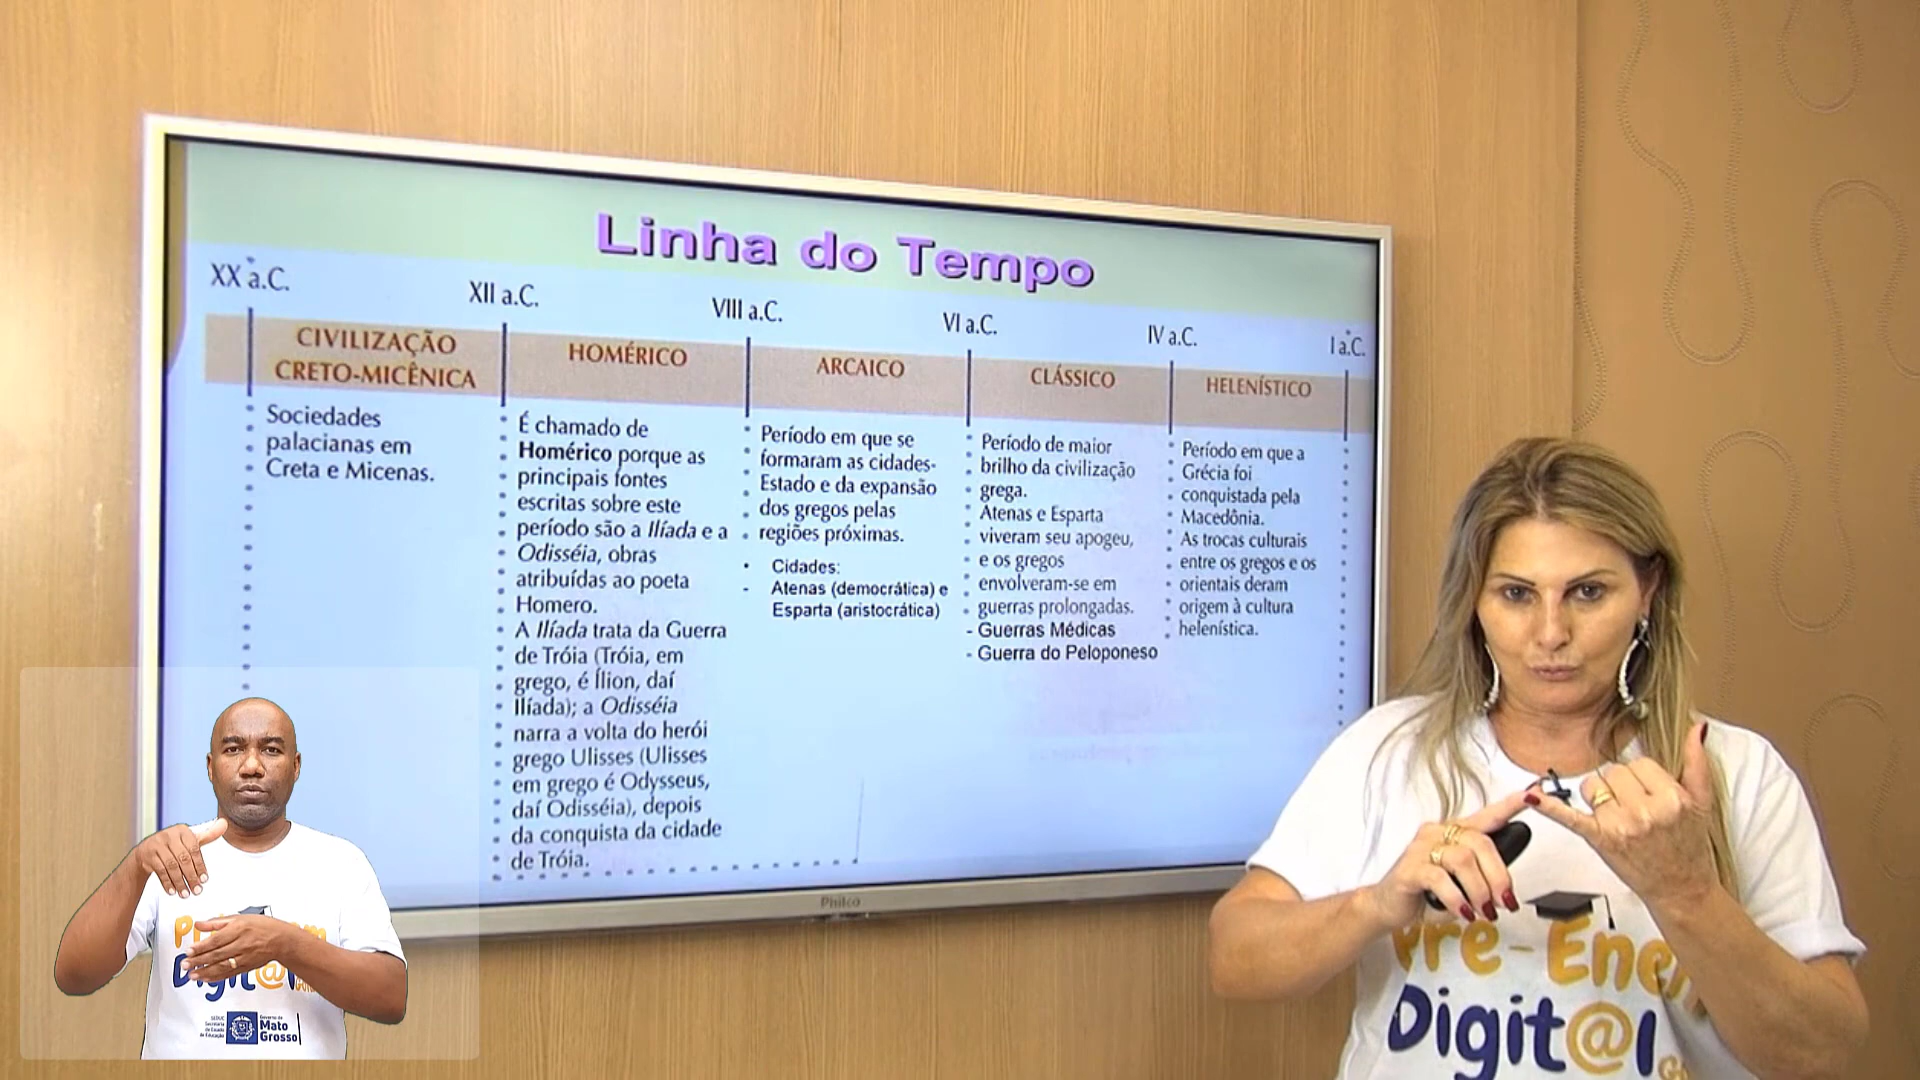 Linha do Tempo
XX a.C.
XII a.C.
VIII a.C.
VI a.C.
IV a.C.
I a.C.
CIVILIZAÇÃO
CRETO-MICÊNICA
HOMÉRICO
ARCAICO
CLÁSSICO
HELENÍSTICO
Sociedades
palacianas em
Creta e Micenas.
É chamado de
Homérico porque as
principais fontes
escritas sobre este
período são a Ilíada e a
Odisséia, obras
atribuídas ao poeta
Homero.
A Ilíada trata da Guerra
de Tróia (Tróia, em
grego, é Ílion, daí
Ilíada); a Odisséia
narra a volta do herói
grego Ulisses (Ulisses
em grego é Odysseus,
daí Odisséia), depois
da conquista da cidade
de Tróia.
Período em que se
formaram as cidades-
Estado e da expansão
dos gregos pelas
regiões próximas.
• Cidades:
- Atenas (democrática) e
Esparta (aristocrática)
Período de maior
brilho da civilização
grega.
Atenas e Esparta
viveram seu apogeu,
e os gregos
envolveram-se em
guerras prolongadas.
- Guerras Médicas
- Guerra do Peloponeso
Período em que a
Grécia foi
conquistada pela
Macedônia.
As trocas culturais
entre os gregos e os
orientais deram
origem à cultura
helenística.
Philco
Pré-Enem
Digit@l
Mato
Grosso